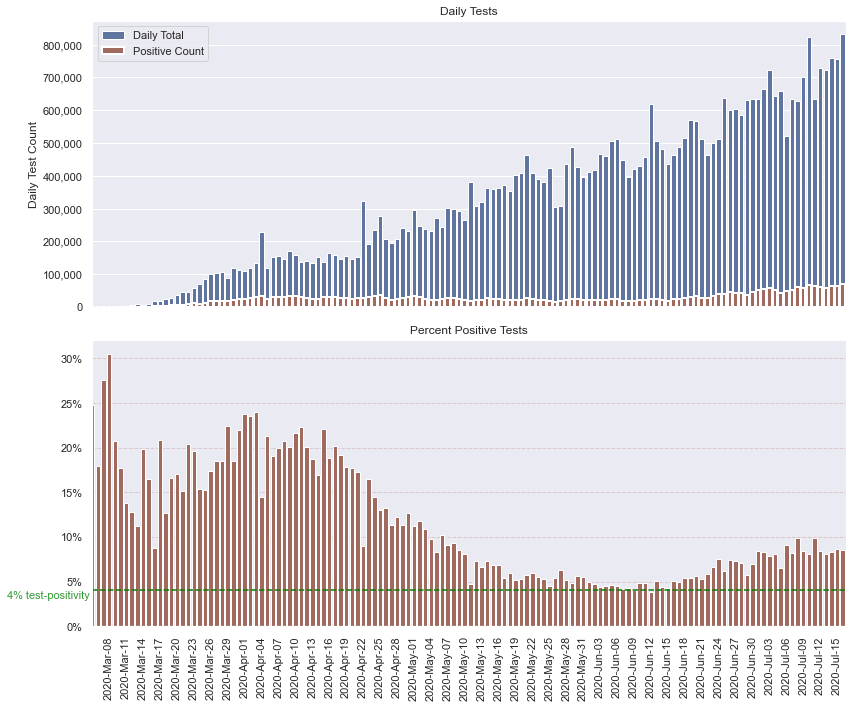 Daily Tests
Daily Total
Positive Count
Daily Test Count
800,000
700,000
600,000
500,000
400,000
300,000
200,000
100,000
0
Percent Positive Tests
30%
25%
20%
15%
10%
5%
4% test-positivity
0%
2020-Mar-08
2020-Mar-11
2020-Mar-14
2020-Mar-17
2020-Mar-20
2020-Mar-23
2020-Mar-26
2020-Mar-29
2020-Apr-01
2020-Apr-04
2020-Apr-07
2020-Apr-10
2020-Apr-13
2020-Apr-16
2020-Apr-19
2020-Apr-22
2020-Apr-25
2020-Apr-28
2020-May-01
2020-May-04
2020-May-07
2020-May-10
2020-May-13
2020-May-16
2020-May-19
2020-May-22
2020-May-25
2020-May-28
2020-May-31
2020-Jun-03
2020-Jun-06
2020-Jun-09
2020-Jun-12
2020-Jun-15
2020-Jun-18
2020-Jun-21
2020-Jun-24
2020-Jun-27
2020-Jun-30
2020-Jul-03
2020-Jul-06
2020-Jul-09
2020-Jul-12
2020-Jul-15